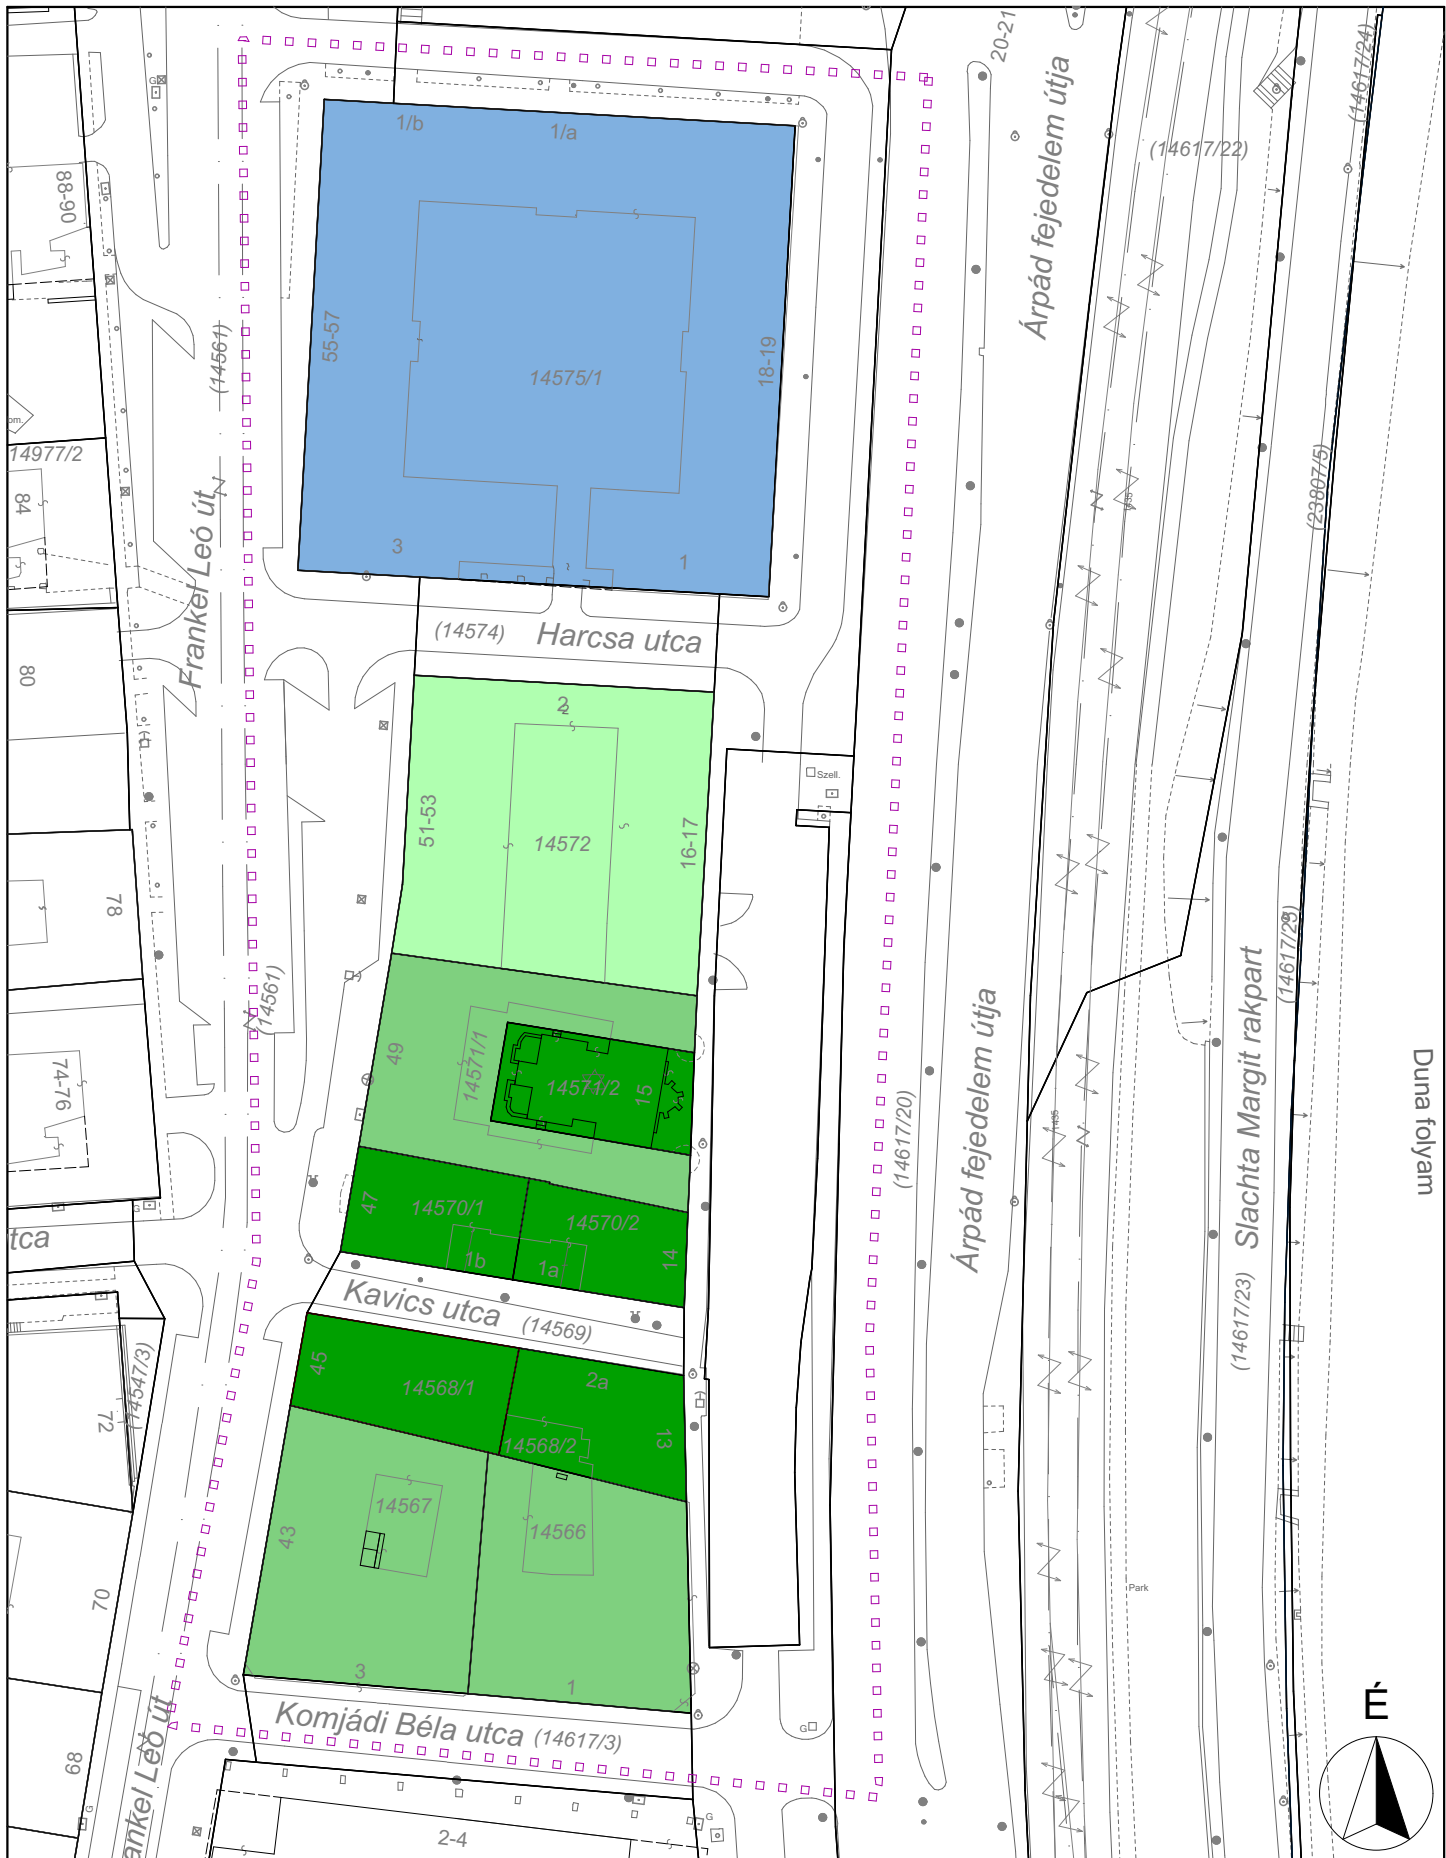 20-21
(14617/24)
G
1/b
1/a
Árpád fejedelem útja
(14617/22)
88-90
55-57
(14561)
18-19
14575/1
14977/2
84
Frankel Leó út
(23807/5)
1435
3
1
(14574)
Harcsa utca
80
2
2
Szell.
51-53
14572
16-17
78
(14617/23)
(14561)
Slachta Margit rakpart
49
14571/1
14571/2
15
74-76
Duna folyam
(14617/20)
Árpád fejedelem útja
1435
47
14570/1
14570/2
14
G
tca
1b
1a
Kavics utca
(14569)
(14617/23)
45
14568/1
2a
13
(14547/3)
72
14568/2
14567
14566
43
70
Park
3
1
Komjádi Béla utca
(14617/3)
G
É
68
ankel Leó út
G
G
2-4